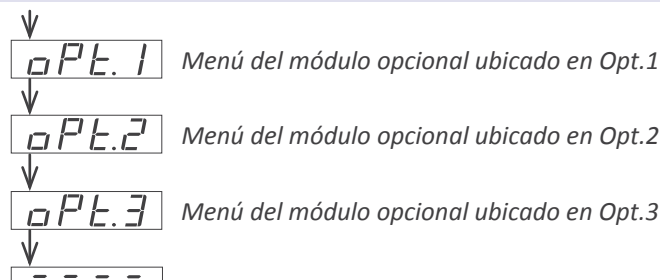 oPt.1 Menú del módulo opcional ubicado en Opt.1
oPt.2 Menú del módulo opcional ubicado en Opt.2
oPt.3 Menú del módulo opcional ubicado en Opt.3